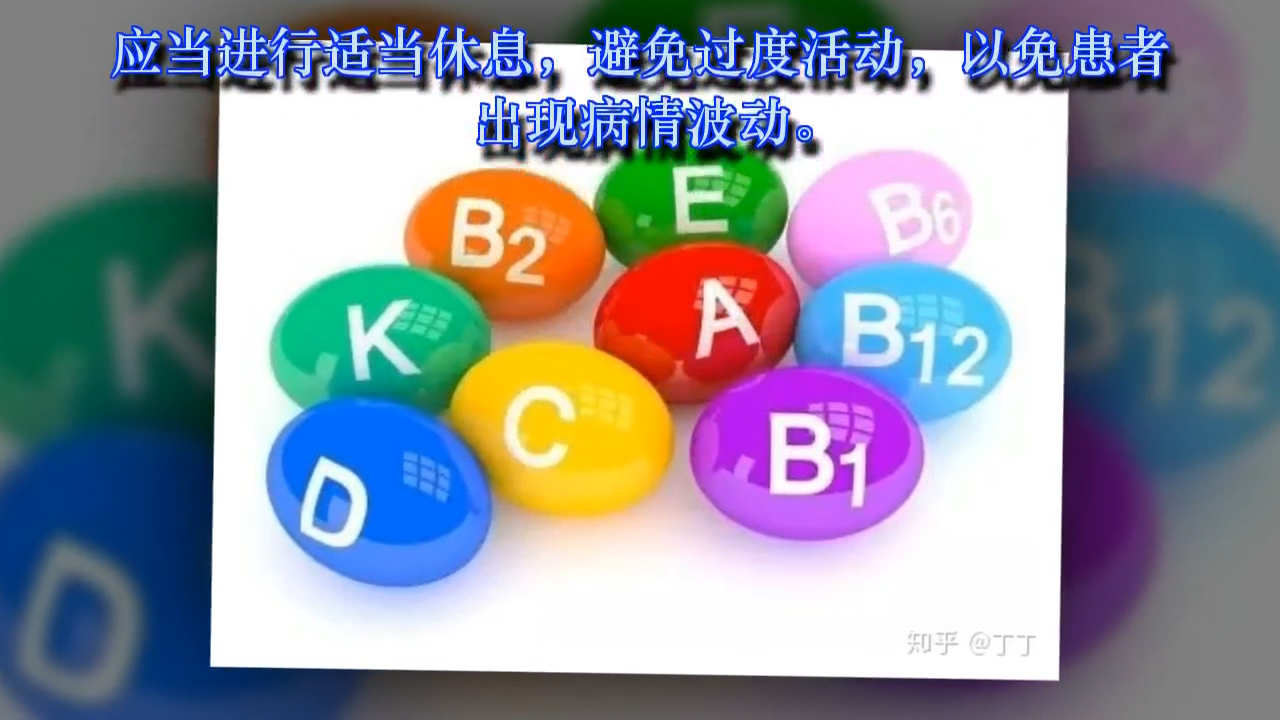 应当进行适当休息，避免过度活动，以免患者
出现病情波动。
E
B2
B6
A
K
B12
C
B1
D
知乎 @丁丁